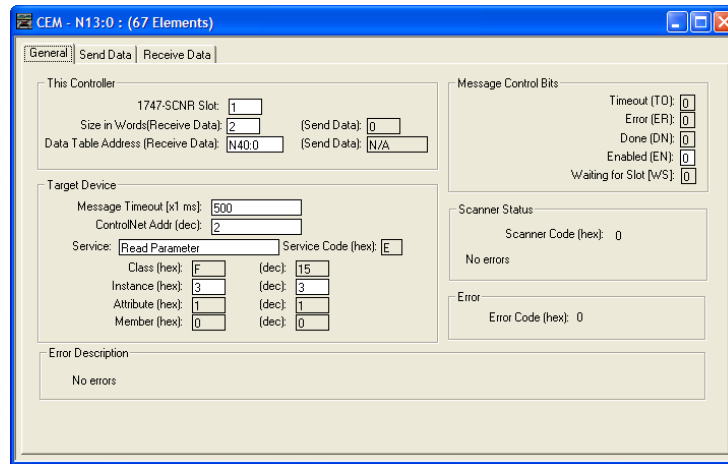 CEM - N13:0 : (67 Elements)
General Send Data Receive Data
This Controller
1747-SCNR Slot: 1
Size in Words(Receive Data): 2 (Send Data): 0
Data Table Address (Receive Data): N40:0 (Send Data): N/A
Target Device
Message Timeout [x1 ms]: 500
ControlNet Addr (dec): 2
Service: Read Parameter Service Code (hex): E
Class (hex): F (dec): 15
Instance (hex): 3 (dec): 3
Attribute (hex): 1 (dec): 1
Member (hex): 0 (dec): 0
Message Control Bits
Timeout (TO): 0
Error (ER): 0
Done (DN): 0
Enabled (EN): 0
Waiting for Slot [WS]: 0
Scanner Status
Scanner Code (hex): 0
No errors
Error
Error Code (hex): 0
Error Description
No errors